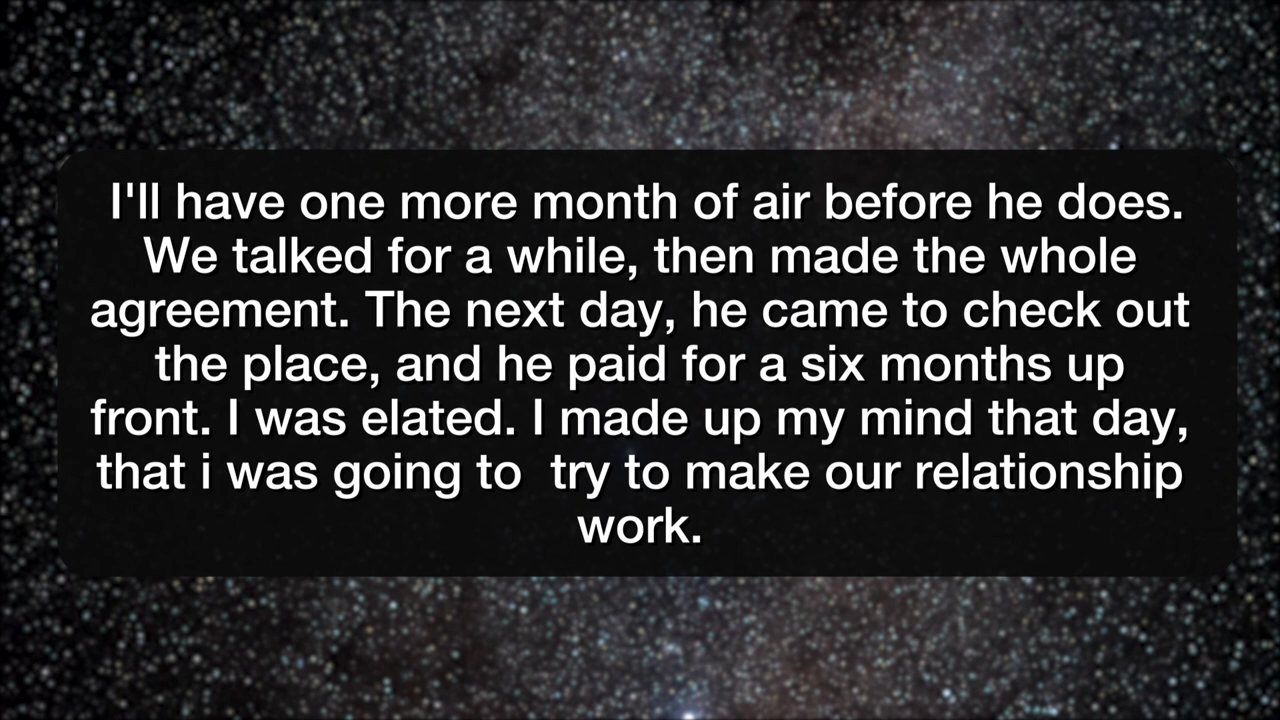 I'll have one more month of air before he does.
We talked for a while, then made the whole
agreement. The next day, he came to check out
the place, and he paid for a six months up
front. I was elated. I made up my mind that day,
that i was going to  try to make our relationship
work.